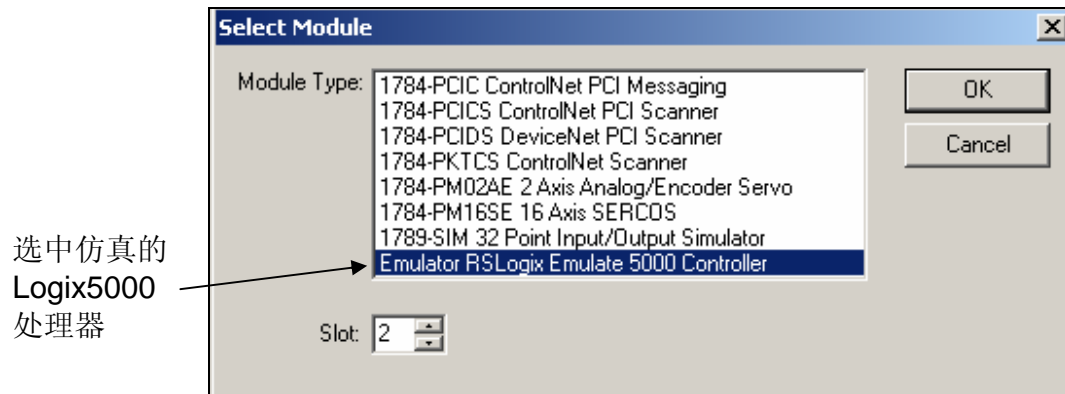 Select Module
Module Type:
1784-PCIC ControlNet PCI Messaging
1784-PCICS ControlNet PCI Scanner
1784-PCIDS DeviceNet PCI Scanner
1784-PKTCS ControlNet Scanner
1784-PM02AE 2 Axis Analog/Encoder Servo
1784-PM16SE 16 Axis SERCOS
1789-SIM 32 Point Input/Output Simulator
Emulator RSLogix Emulate 5000 Controller
OK
Cancel
选中仿真的
Logix5000
处理器
Slot:
2